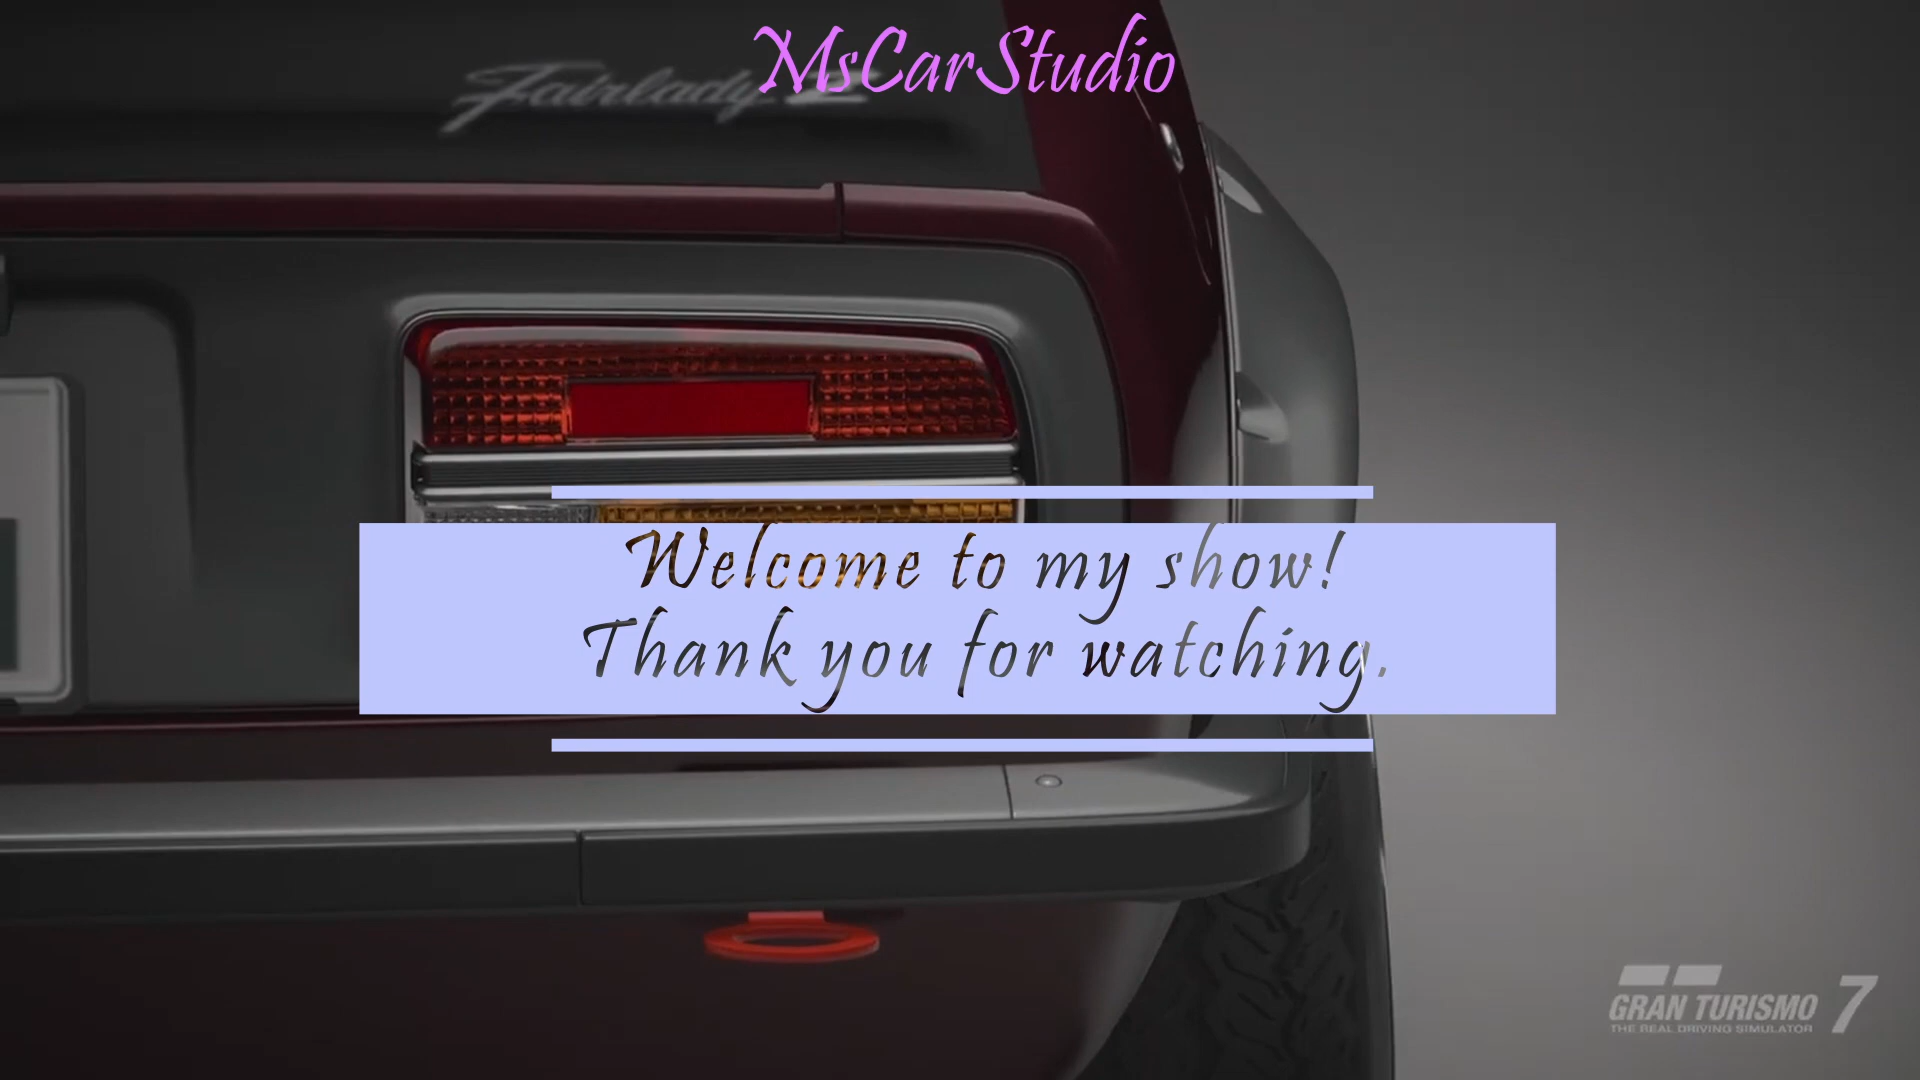 MsCarStudio
Fairlady Z
Welcome to my show!
Thank you for watching.
GRAN TURISMO 7
THE REAL DRIVING SIMULATOR